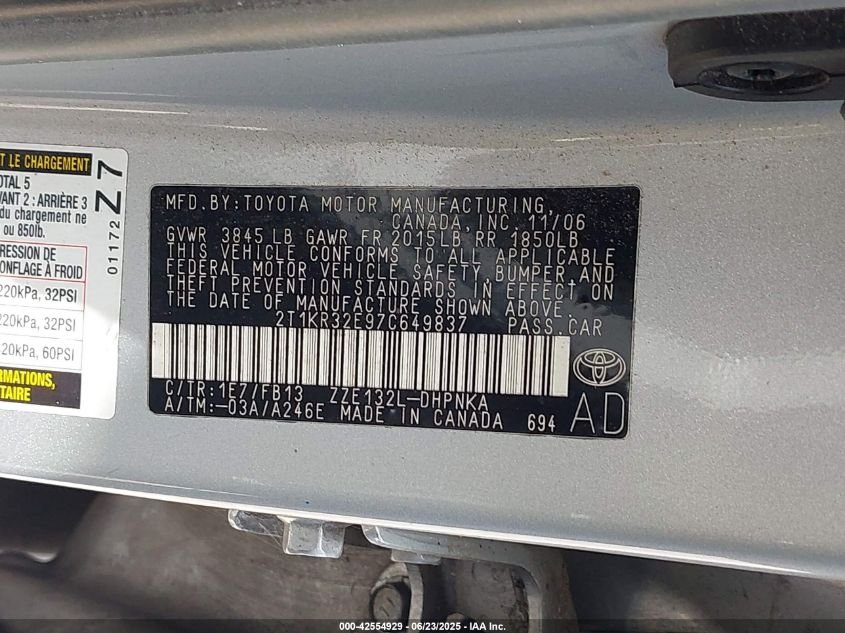 T LE CHARGEMENT
OTAL 5
VANT 2 : ARRIÈRE 3
du chargement ne
ou 850lb.
RESSION DE
ONFLAGE À FROID
220kPa, 32PSI
220kPa, 32PSI
20kPa, 60PSI
RMATIONS
TAIRE
01172
Z 7
MFD.BY:TOYOTA MOTOR MANUFACTURING,
CANADA,INC. 11/06
GVWR 3845 LB GAWR FR 2015LB RR 1850LB
THIS VEHICLE CONFORMS TO ALL APPLICABLE
FEDERAL MOTOR VEHICLE SAFETY, BUMPER, AND
THEFT PREVENTION STANDARDS IN EFFECT ON
THE DATE OF MANUFACTURE SHOWN ABOVE.
2T1KR32E97C649837 PASS.CAR
C/TR:1E7/FB13 ZZE132L-DHPNKA
A/TM:-03A/A246E MADE IN CANADA 694
AD
000-42554929 - 06/23/2025 - IAA Inc.